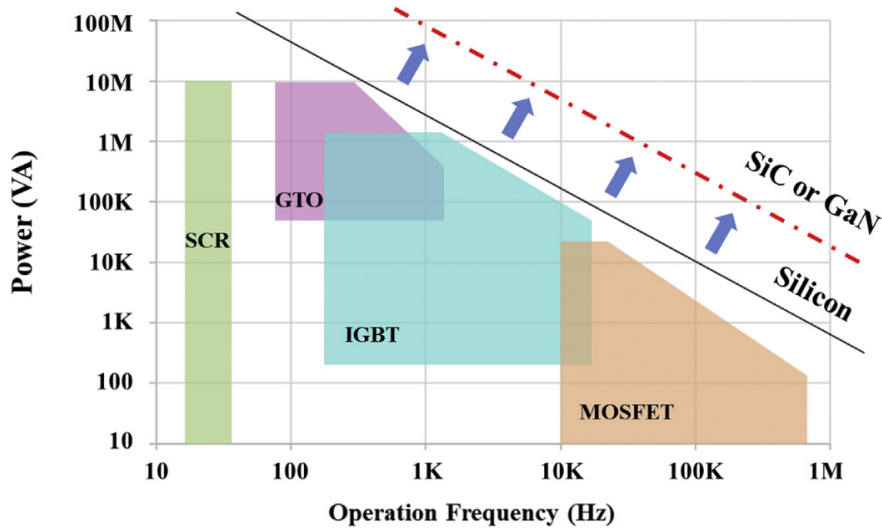 100M
10M
1M
100K
10K
1K
100
10
Power (VA)
SCR
GTO
IGBT
MOSFET
SiC or GaN
Silicon
10
100
1K
10K
100K
1M
Operation Frequency (Hz)